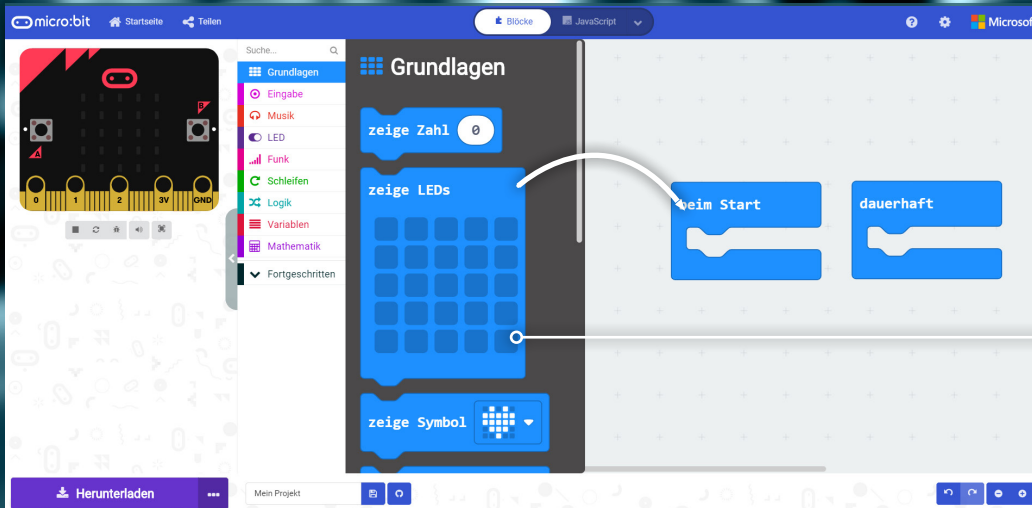 micro:bit Startseite Teilen Blöcke JavaScript Microsoft
Suche...
Grundlagen
Eingabe
Musik
LED
Funk
Schleifen
Logik
Variablen
Mathematik
Fortgeschritten
A
B
0 1 2 3V GND
Grundlagen
zeige Zahl 0
zeige LEDs
zeige Symbol
beim Start
dauerhaft
Herunterladen
Mein Projekt